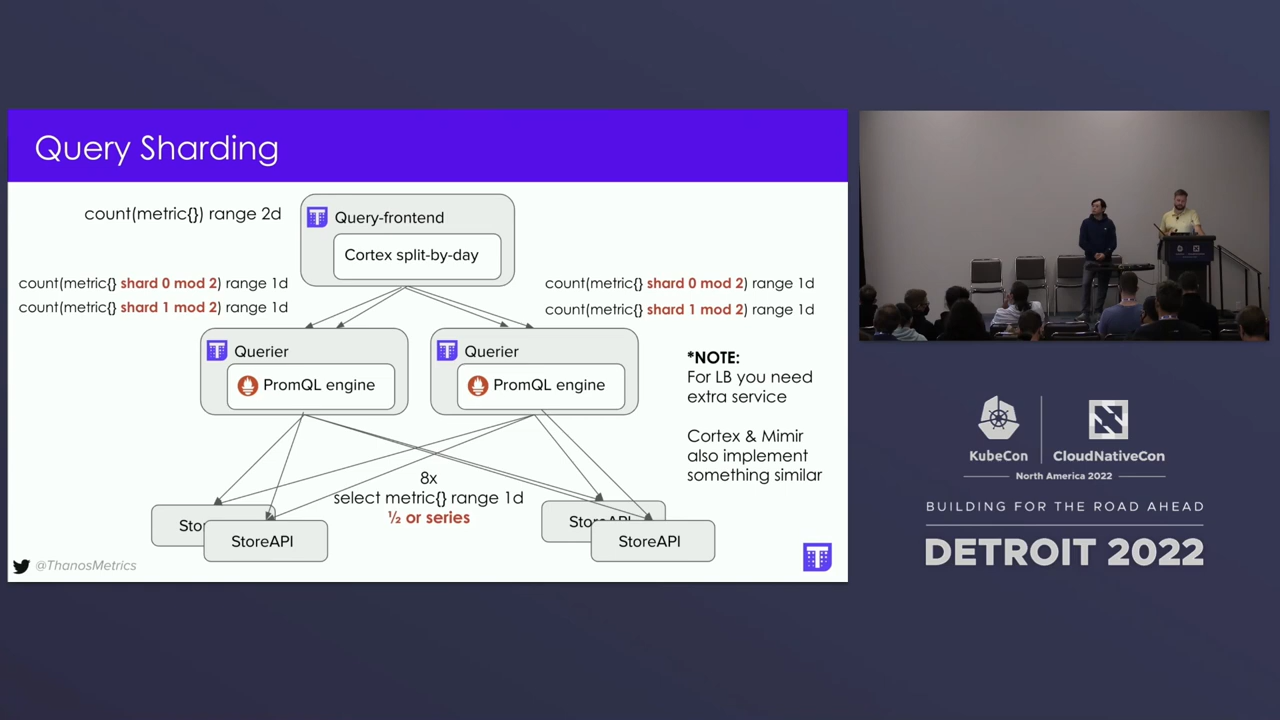 Query Sharding
count(metric{}) range 2d
Query-frontend
Cortex split-by-day
count(metric{} shard 0 mod 2) range 1d
count(metric{} shard 1 mod 2) range 1d
count(metric{} shard 0 mod 2) range 1d
count(metric{} shard 1 mod 2) range 1d
Querier
PromQL engine
Querier
PromQL engine
*NOTE:
For LB you need
extra service
Cortex & Mimir
also implement
something similar
8x
select metric{} range 1d
½ or series
Sto
StoreAPI
StoreAPI
StoreAPI
@ThanosMetrics
KubeCon
CloudNativeCon
North America 2022
BUILDING FOR THE ROAD AHEAD
DETROIT 2022